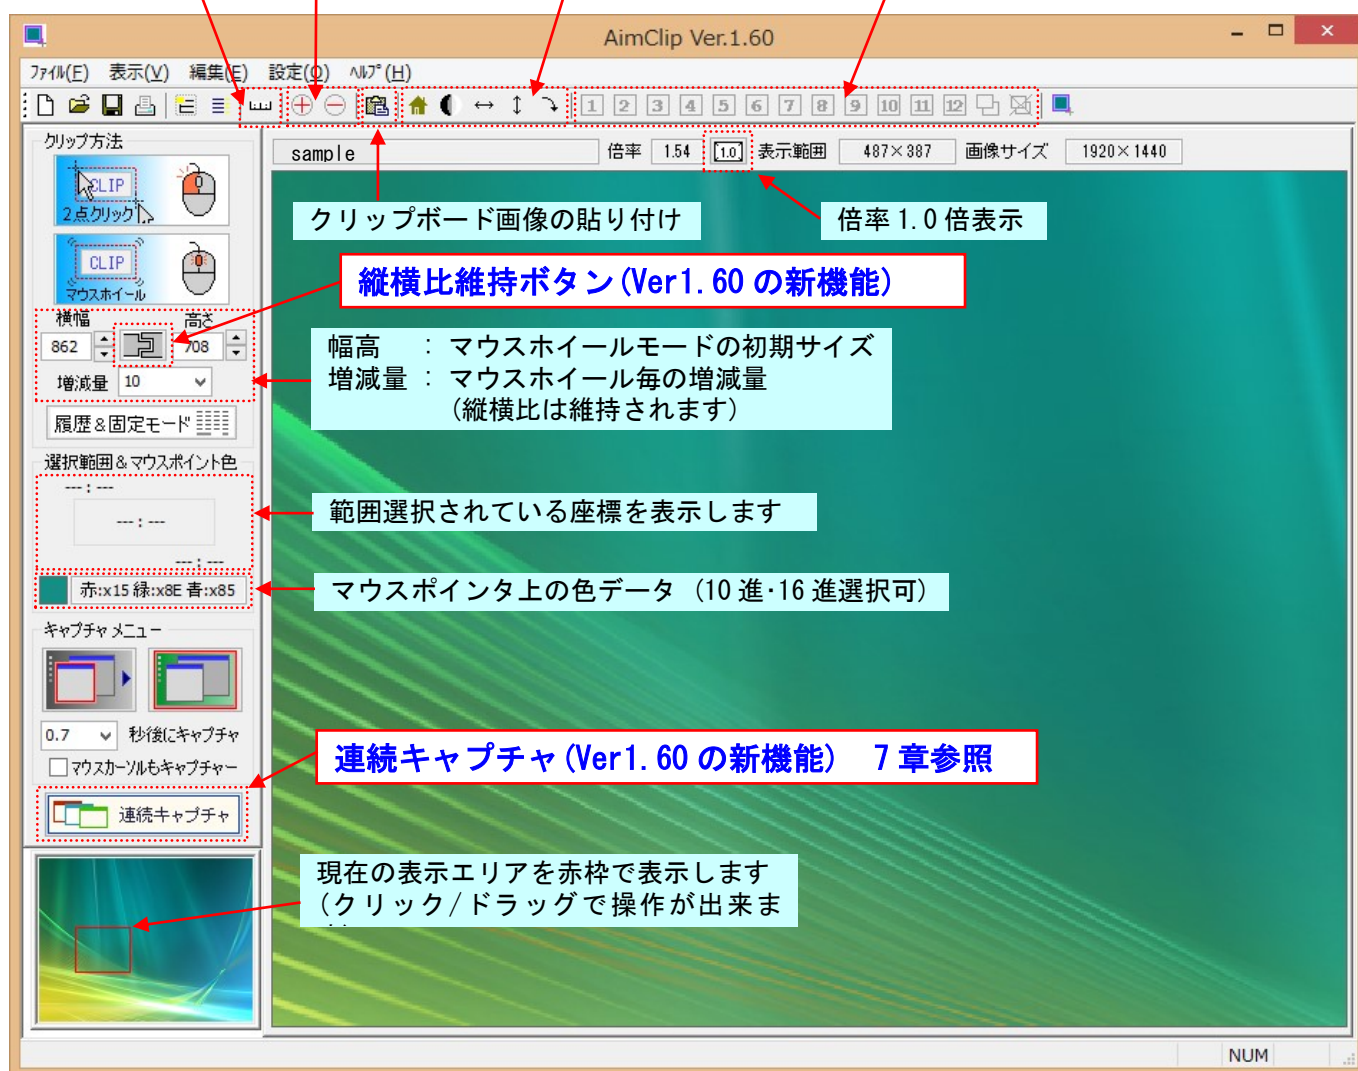 AimClip Ver.1.60
ファイル(F) 表示(V) 編集(E) 設定(O) ヘルプ(H)
1 2 3 4 5 6 7 8 9 10 11 12
クリップ方法
sample 倍率 1.54 [1.0] 表示範囲 487×387 画像サイズ 1920×1440
CLIP
2点クリック
クリップボード画像の貼り付け
倍率1.0倍表示
CLIP
マウスホイール
縦横比維持ボタン(Ver1.60の新機能)
横幅 高さ
862 708
増減量 10
幅高 : マウスホイールモードの初期サイズ
増減量 : マウスホイール毎の増減量
(縦横比は維持されます)
履歴&固定モード
選択範囲&マウスポイント色
---:---
---:---
---:---
範囲選択されている座標を表示します
赤:x15 緑:x8E 青:x85
マウスポインタ上の色データ (10進・16進選択可)
キャプチャ メニュー
0.7 秒後にキャプチャ
マウスカーソルもキャプチャー
連続キャプチャ(Ver1.60の新機能) 7章参照
連続キャプチャ
現在の表示エリアを赤枠で表示します
(クリック/ドラッグで操作が出来ま
NUM